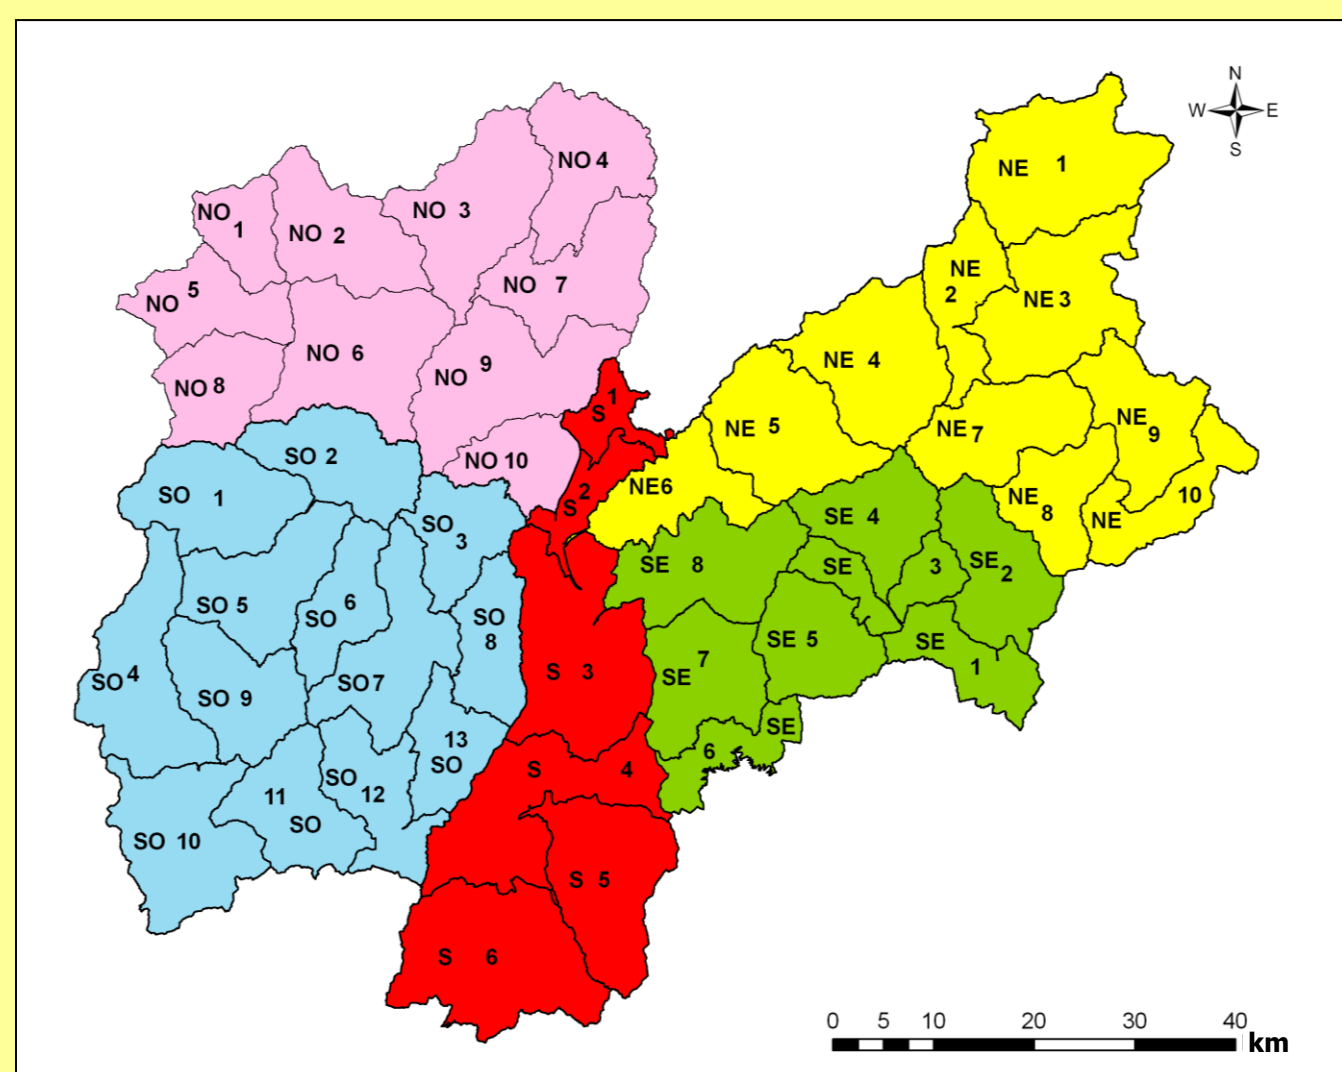 N
W E
S
NO 4
NE 1
NO 1
NO 2
NO 3
NE 2
NO 5
NO 7
NE 3
NO 6
NO 8
NO 9
NE 4
S 1
NE 5
NE 7
NE 9
SO 2
NO 10
SO 1
S 2
NE6
NE 8
NE 10
SO 3
SE 4
SE 8
SE 3
SE 2
SO 5
SO 6
SO 8
SE 5
SE 1
SO 4
SO 9
SO7
S 3
SE 7
SE 6
13 SO
S 4
SO 12
11 SO
SO 10
S 5
S 6
0 5 10 20 30 40
km